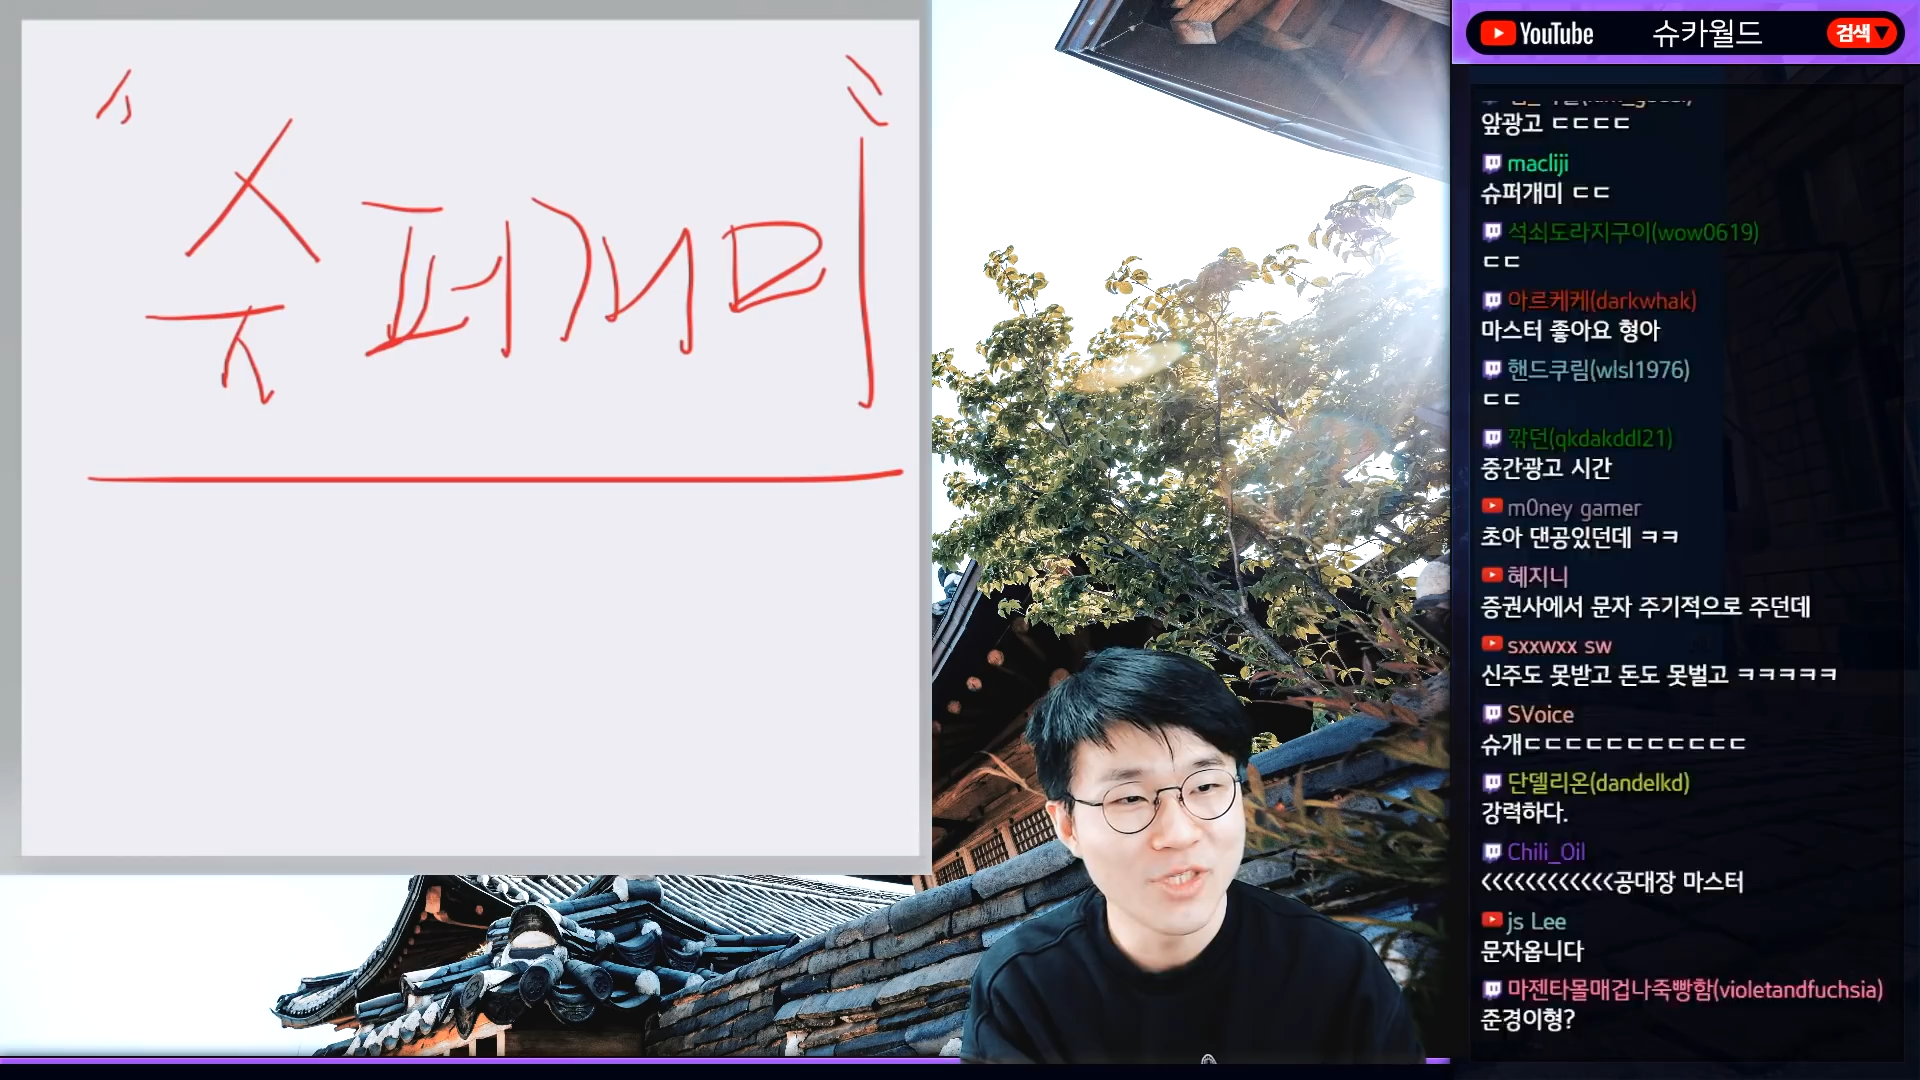 “슈퍼개미”
YouTube 슈카월드 검색
앞광고 ㄷㄷㄷㄷ
macliji
슈퍼개미 ㄷㄷ
석쇠도라지구이(wow0619)
ㄷㄷ
아르케케(darkwhak)
마스터 좋아요 형아
핸드쿠림(wlsl1976)
ㄷㄷ
깎던(qkdakddl21)
중간광고 시간
m0ney gamer
초아 댄공있던데 ㅋㅋ
혜지니
증권사에서 문자 주기적으로 주던데
sxxwxx sw
신주도 못받고 돈도 못벌고 ㅋㅋㅋㅋㅋ
SVoice
슈개ㄷㄷㄷㄷㄷㄷㄷㄷㄷㄷㄷ
단델리온(dandelkd)
강력하다.
Chili_Oil
<<<<<<<<<<<<공대장 마스터
js Lee
문자옵니다
마젠타몰매겁나죽빵함(violetandfuchsia)
준경이형?